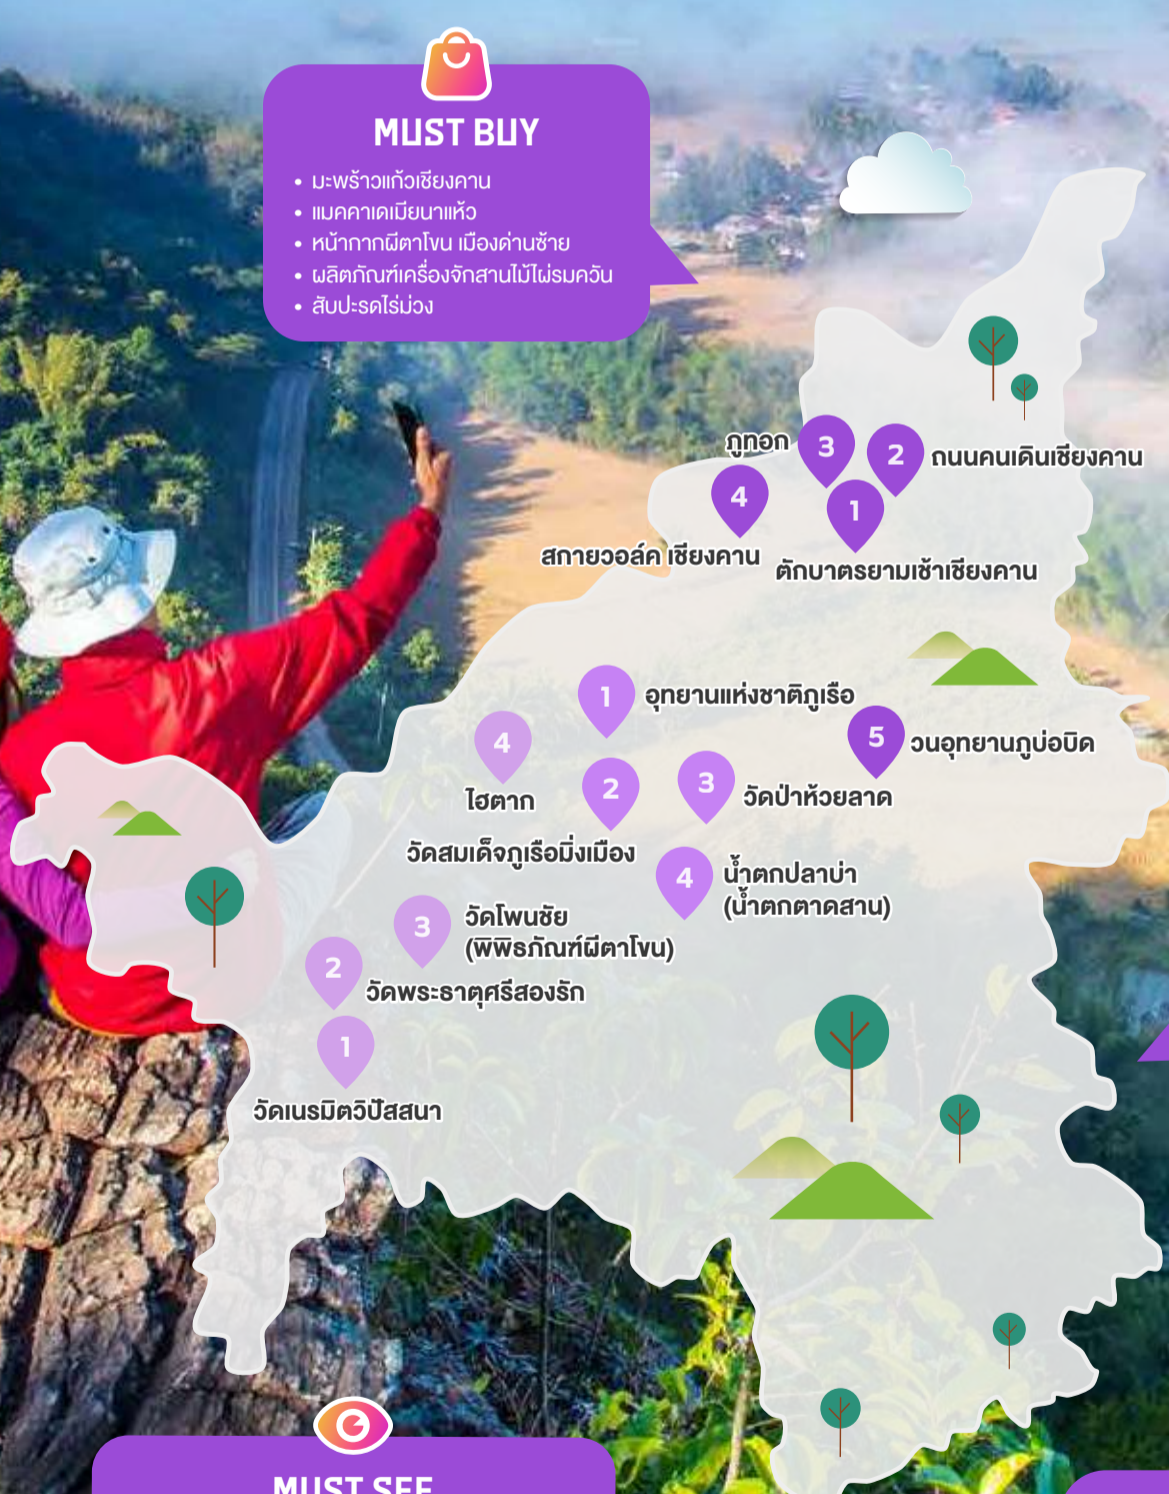 MUST BUY
• มะพร้าวแก้วเชียงคาน
• แมคคาเดเมียนาแห้ว
• หน้ากากผีตาโขน เมืองด่านซ้าย
• ผลิตภัณฑ์เครื่องจักสานไม้ไผ่รมควัน
• สับปะรดไร่ม่วง
ภูทอก 3
2 ถนนคนเดินเชียงคาน
4
1
สกายวอล์ค เชียงคาน
ตักบาตรยามเช้าเชียงคาน
1 อุทยานแห่งชาติภูเรือ
4
5 วนอุทยานภูบ่อบิด
ไฮตาก
2
3 วัดป่าห้วยลาด
วัดสมเด็จภูเรือมิ่งเมือง
4 น้ำตกปลาบ่า
(น้ำตกตาดสาน)
3 วัดโพนชัย
(พิพิธภัณฑ์ผีตาโขน)
2 วัดพระธาตุศรีสองรัก
1
วัดเนรมิตวิปัสสนา
MUST SEE